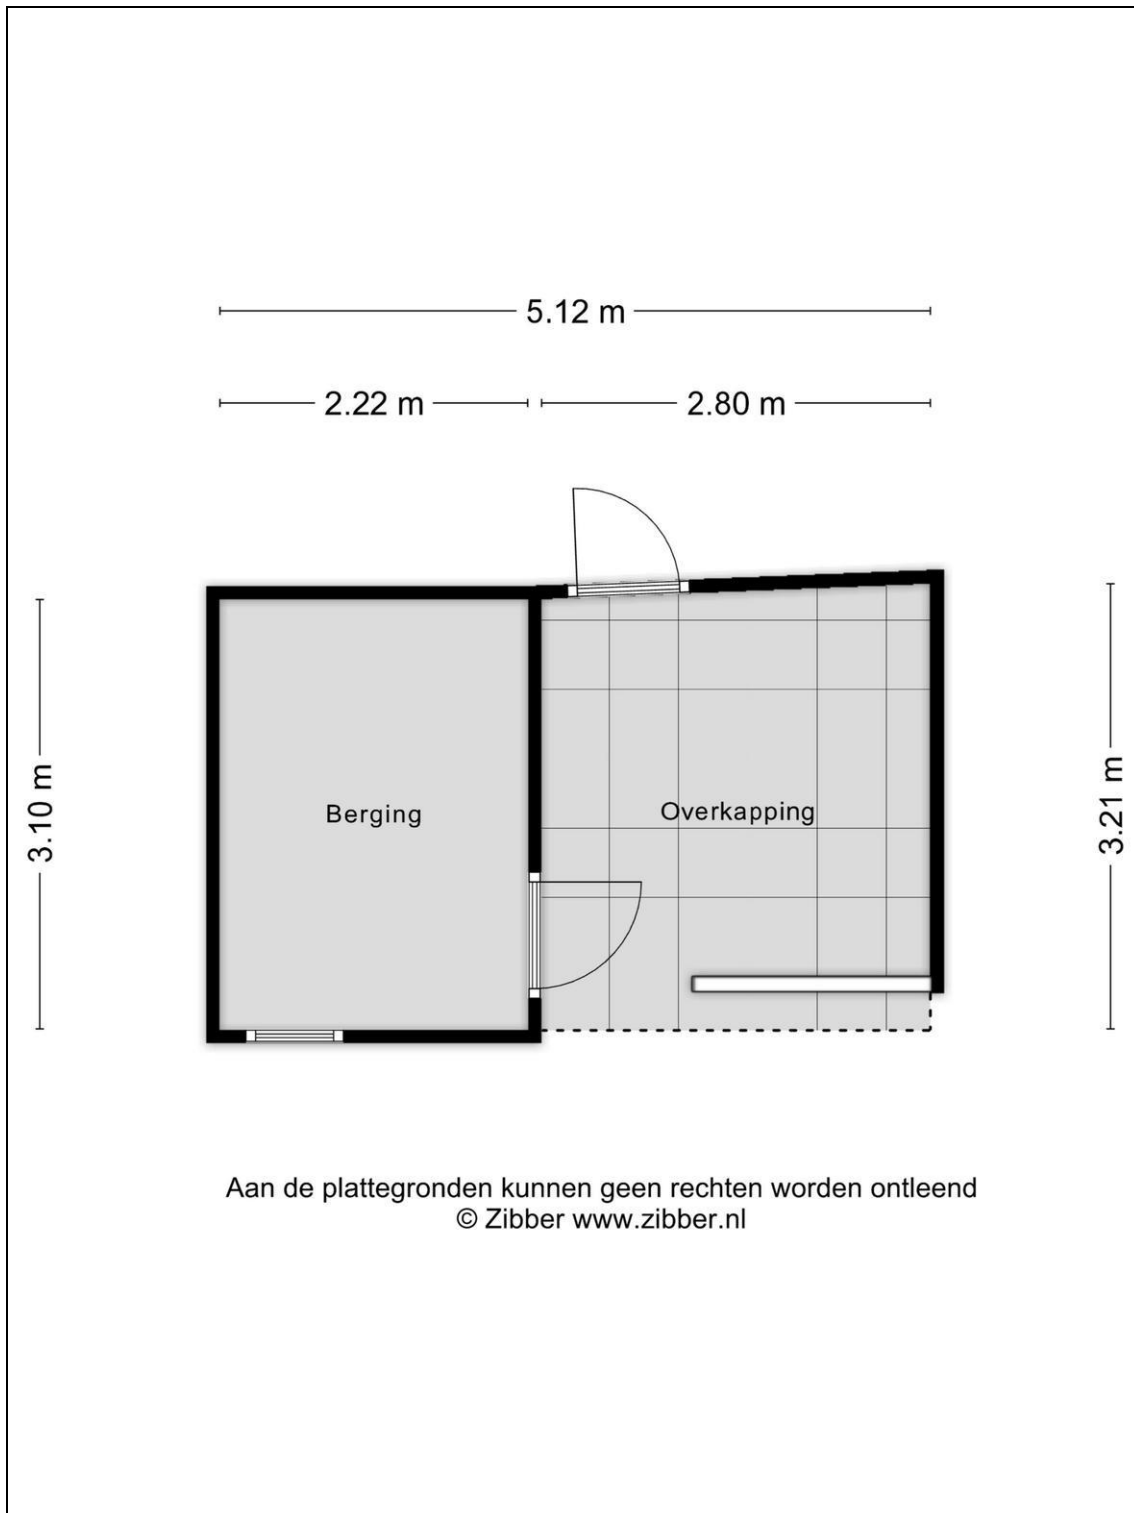 5.12 m
2.22 m
2.80 m
3.10 m
3.21 m
Berging
Overkapping
Aan de plattegronden kunnen geen rechten worden ontleend
© Zibber www.zibber.nl